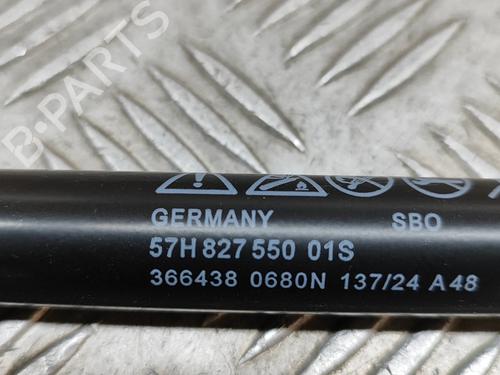 B-PARTS
GERMANY SBO
57H 827 550 01S
366438 0680N 137/24 A48